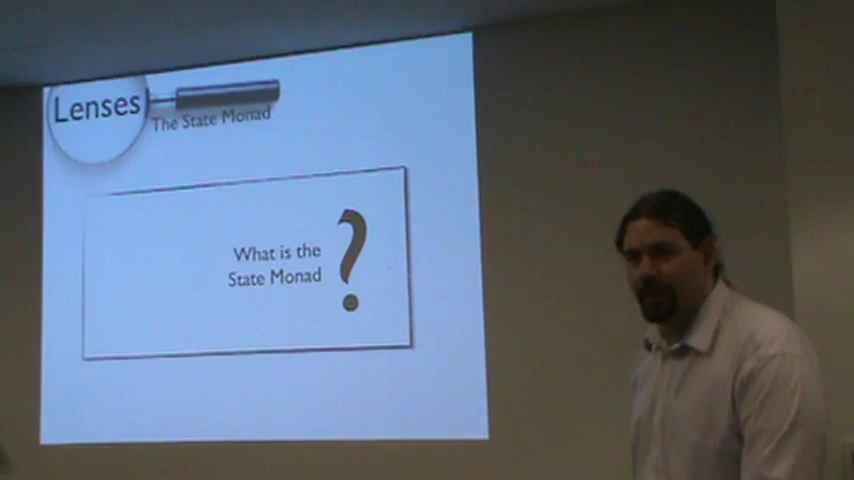 Lenses
The State Monad
What is the
State Monad
?